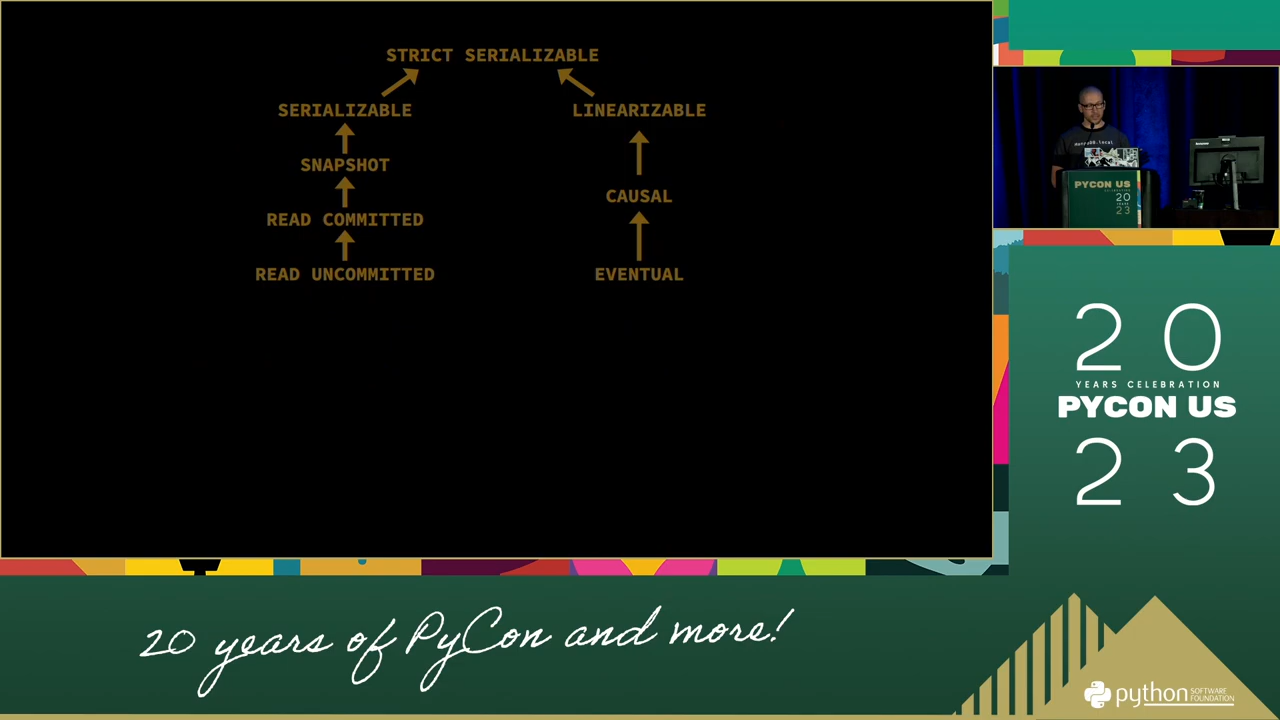 STRICT SERIALIZABLE
SERIALIZABLE
LINEARIZABLE
SNAPSHOT
CAUSAL
READ COMMITTED
READ UNCOMMITTED
EVENTUAL
PYCON US
20
23
20
YEARS CELEBRATION
PYCON US
23
20 years of PyCon and more!
python SOFTWARE FOUNDATION